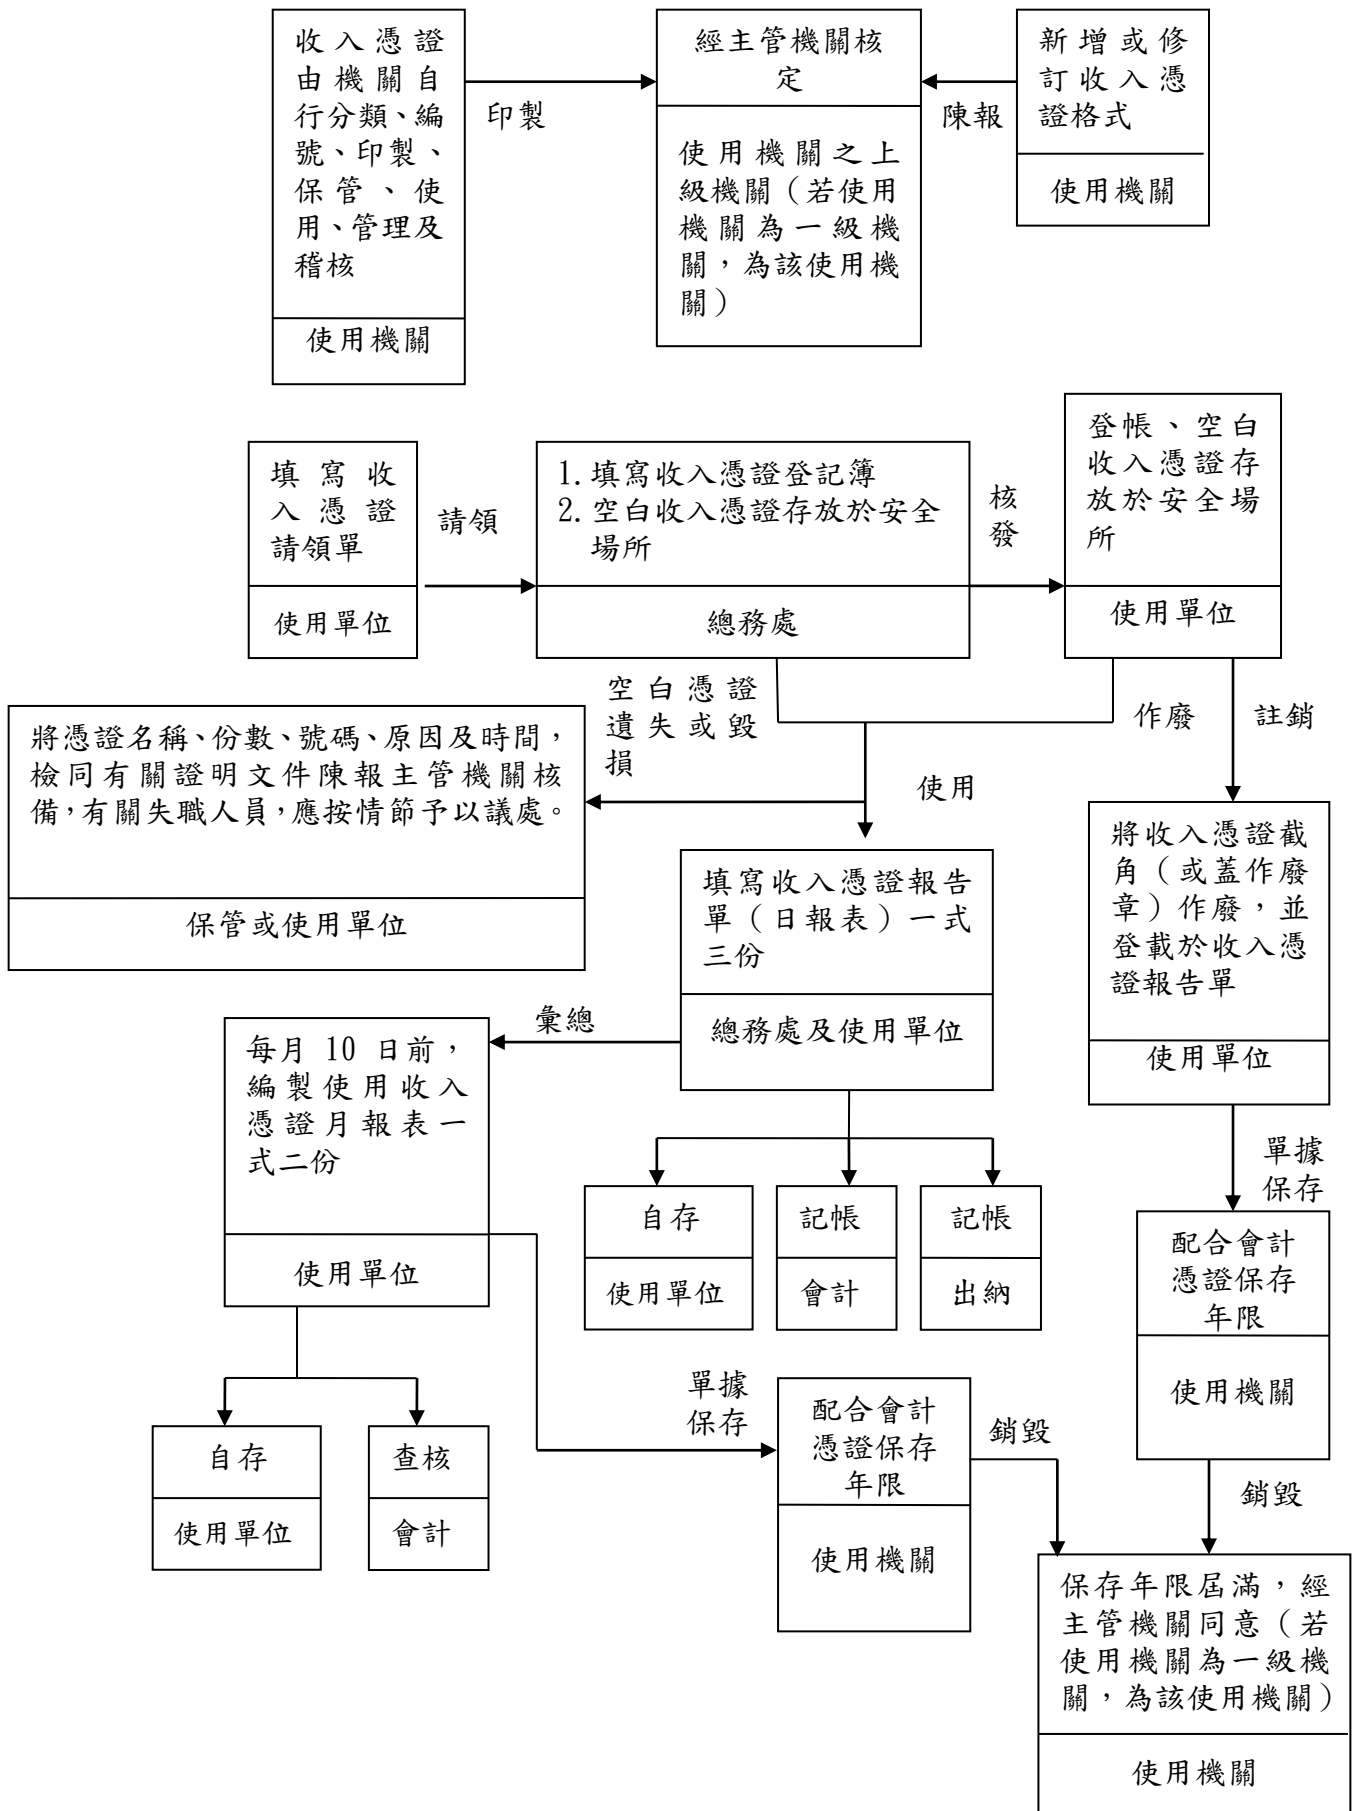 收入憑證
由機關自
行分類、編
號、印製、
保管、使
用、管理及
稽核
使用機關
印製
經主管機關核
定
使用機關之上
級機關（若使用
機關為一級機
關，為該使用機
關）
陳報
新增或修
訂收入憑
證格式
使用機關
填寫收
入憑證
請領單
使用單位
請領
1.填寫收入憑證登記簿
2.空白收入憑證存放於安全
場所
總務處
核
發
登帳、空白
收入憑證存
放於安全場
所
使用單位
空白憑證
遺失或毀
損
使用
作廢
註銷
將憑證名稱、份數、號碼、原因及時間，
檢同有關證明文件陳報主管機關核
備，有關失職人員，應按情節予以議處。
保管或使用單位
填寫收入憑證報告
單（日報表）一式
三份
總務處及使用單位
將收入憑證截
角（或蓋作廢
章）作廢，並
登載於收入憑
證報告單
使用單位
彙總
每月 10 日前，
編製使用收入
憑證月報表一
式二份
使用單位
自存
使用單位
記帳
會計
記帳
出納
單據
保存
配合會計
憑證保存
年限
使用機關
自存
使用單位
查核
會計
單據
保存
配合會計
憑證保存
年限
使用機關
銷毀
銷毀
保存年限屆滿，經
主管機關同意（若
使用機關為一級機
關，為該使用機關）
使用機關